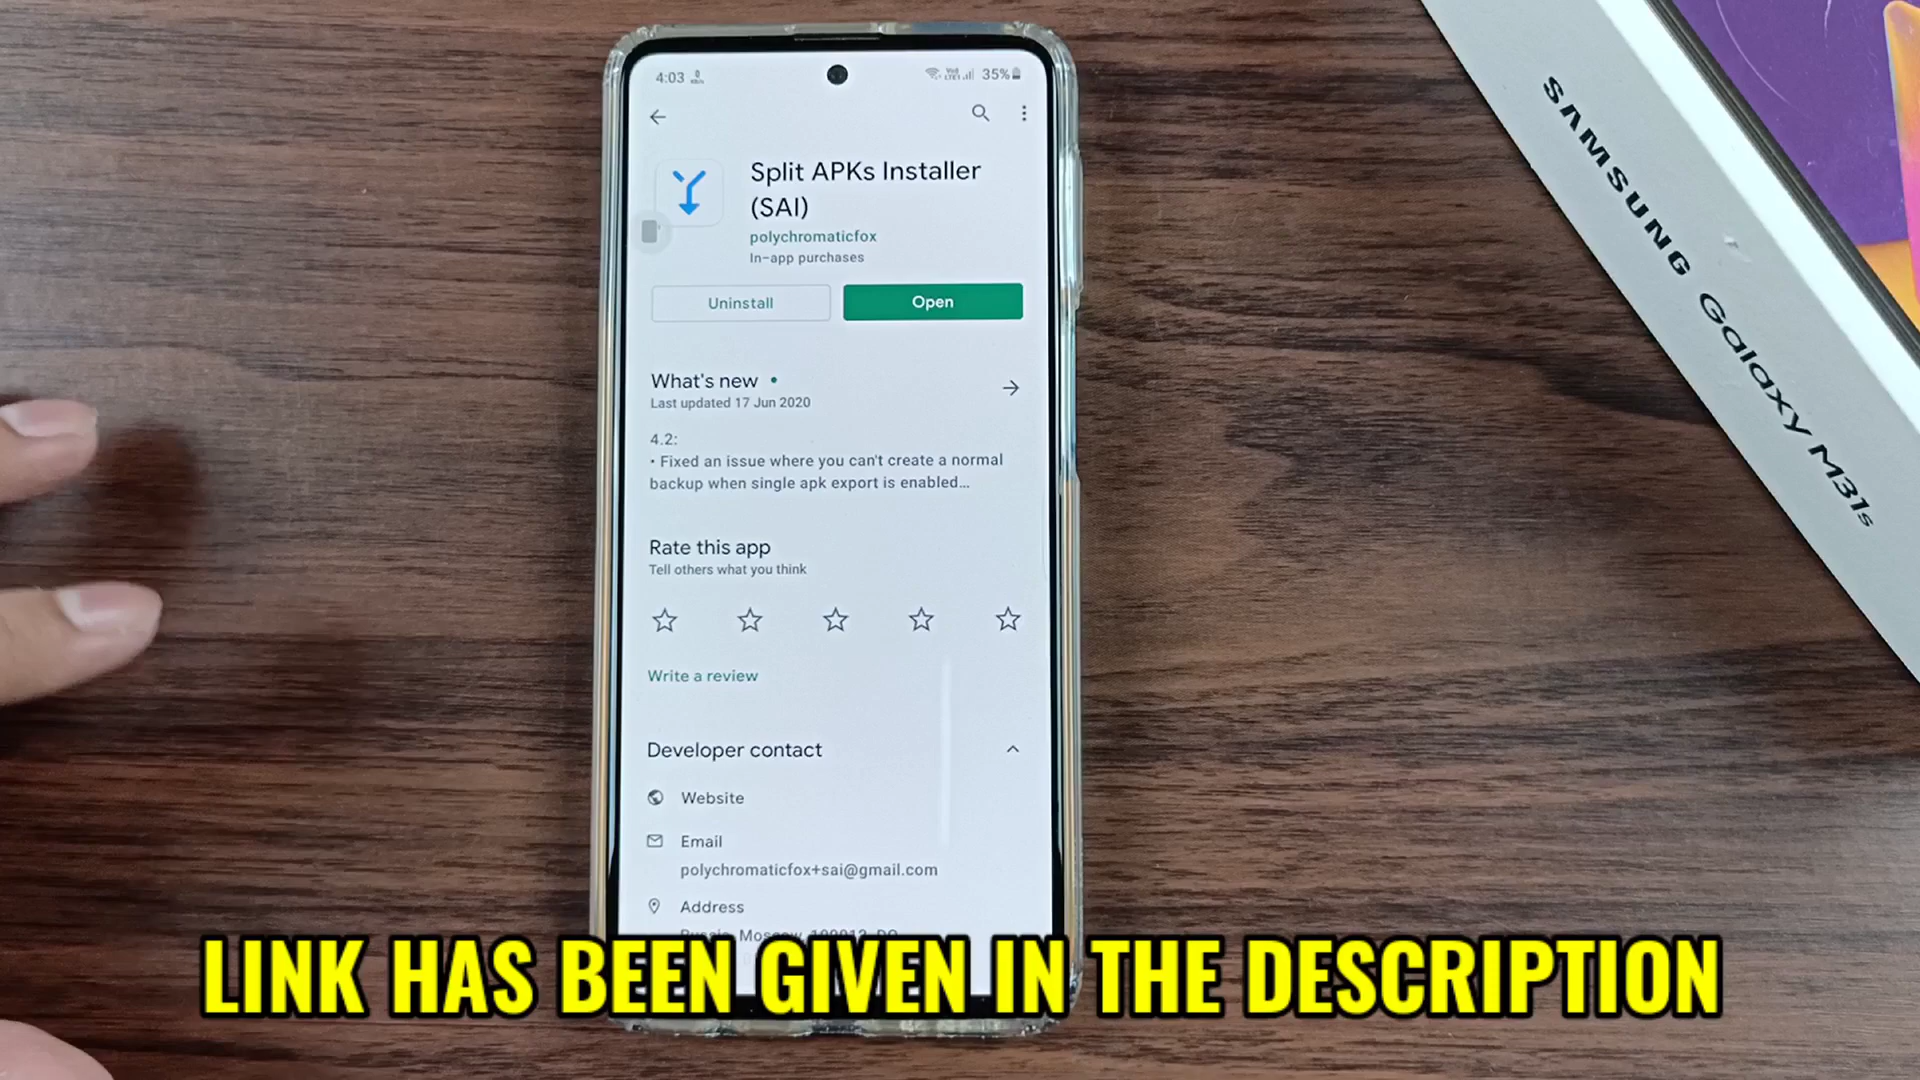 4:03
35%
Split APKs Installer
(SAI)
polychromaticfox
In-app purchases
Uninstall
Open
What's new
Last updated 17 Jun 2020
4.2:
• Fixed an issue where you can't create a normal
backup when single apk export is enabled...
Rate this app
Tell others what you think
Write a review
Developer contact
Website
Email
polychromaticfox+sai@gmail.com
Address
SAMSUNG Galaxy M31s
LINK HAS BEEN GIVEN IN THE DESCRIPTION